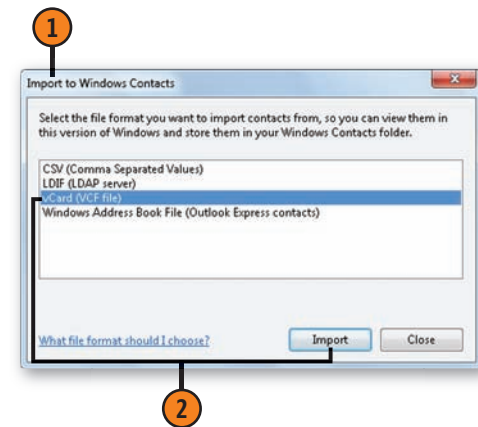 1
Import to Windows Contacts
Select the file format you want to import contacts from, so you can view them in
this version of Windows and store them in your Windows Contacts folder.
CSV (Comma Separated Values)
LDIF (LDAP server)
vCard (VCF file)
Windows Address Book File (Outlook Express contacts)
What file format should I choose?
Import
Close
2